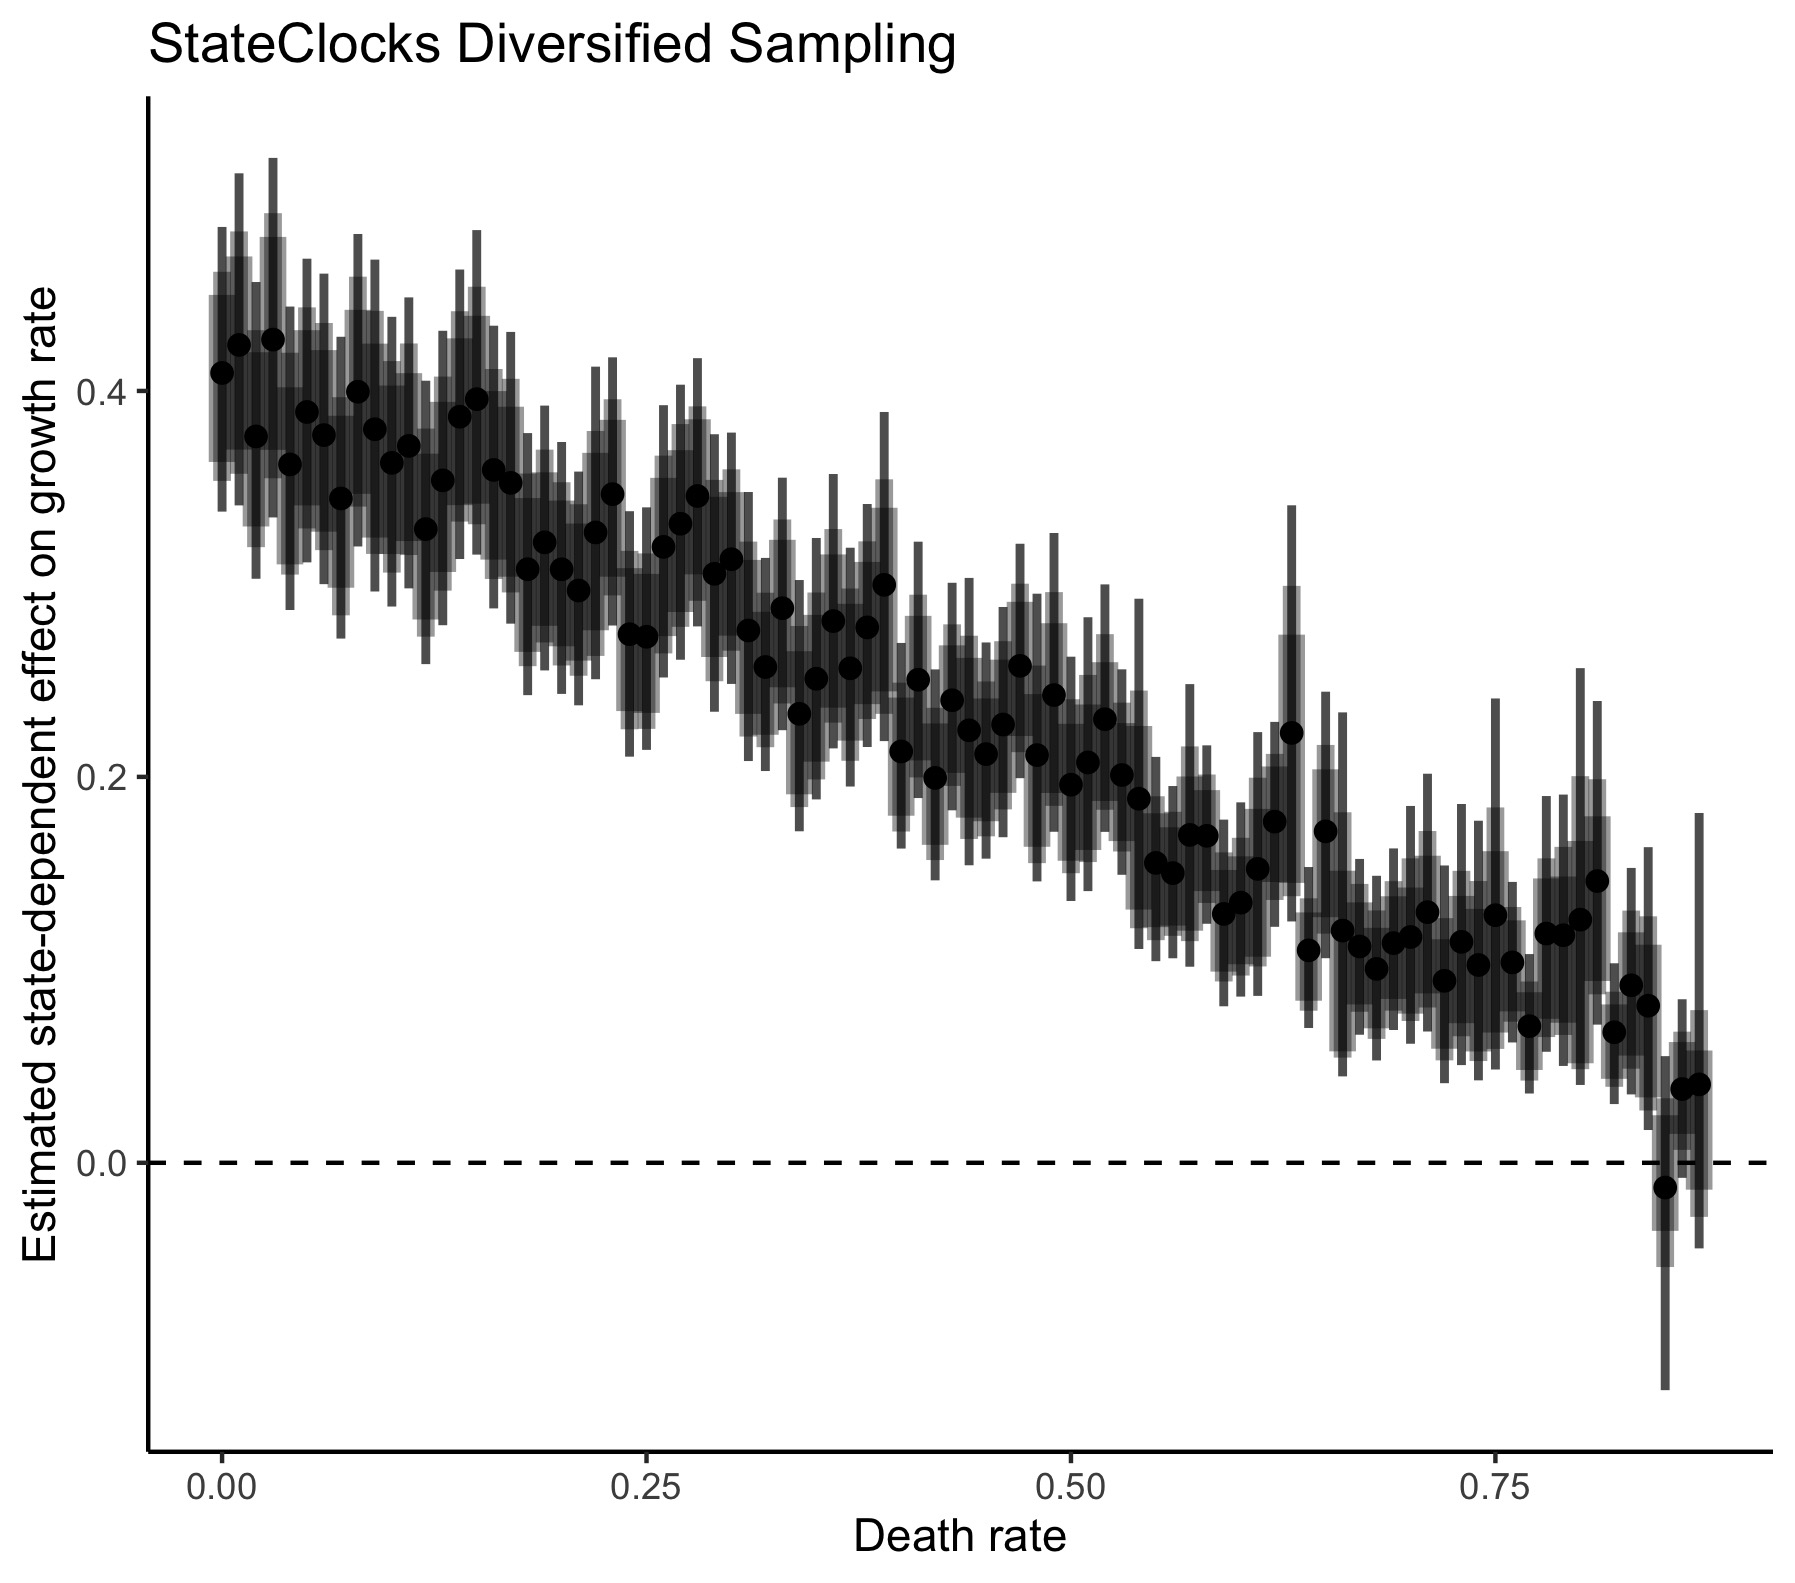 StateClocks Diversified Sampling
Estimated state-dependent effect on growth rate
0.4
0.2
0.0
0.00 0.25 0.50 0.75
Death rate